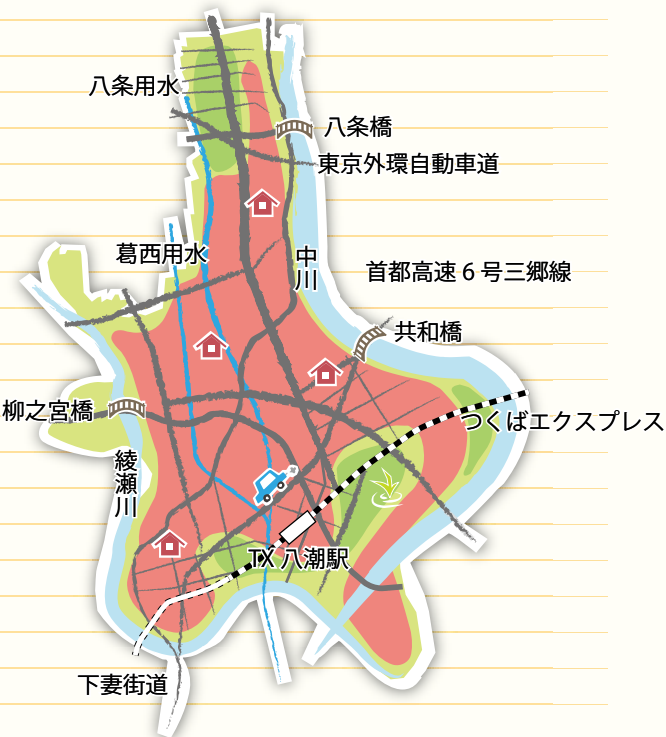 八条用水
八条橋
東京外環自動車道
葛西用水
中川
首都高速6号三郷線
共和橋
柳之宮橋
つくばエクスプレス
綾瀬川
TX 八潮駅
下妻街道